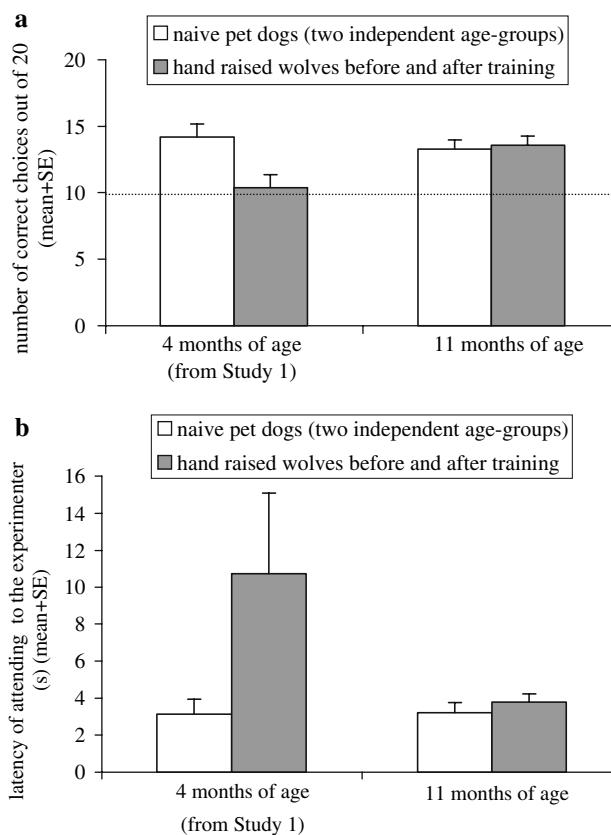 a
naive pet dogs (two independent age-groups)
hand raised wolves before and after training
number of correct choices out of 20
(mean+SE)
20
15
10
5
0
4 months of age
(from Study 1)
11 months of age
b
naive pet dogs (two independent age-groups)
hand raised wolves before and after training
latency of attending to the experimenter
(s) (mean+SE)
16
14
12
10
8
6
4
2
0
4 months of age
(from Study 1)
11 months of age